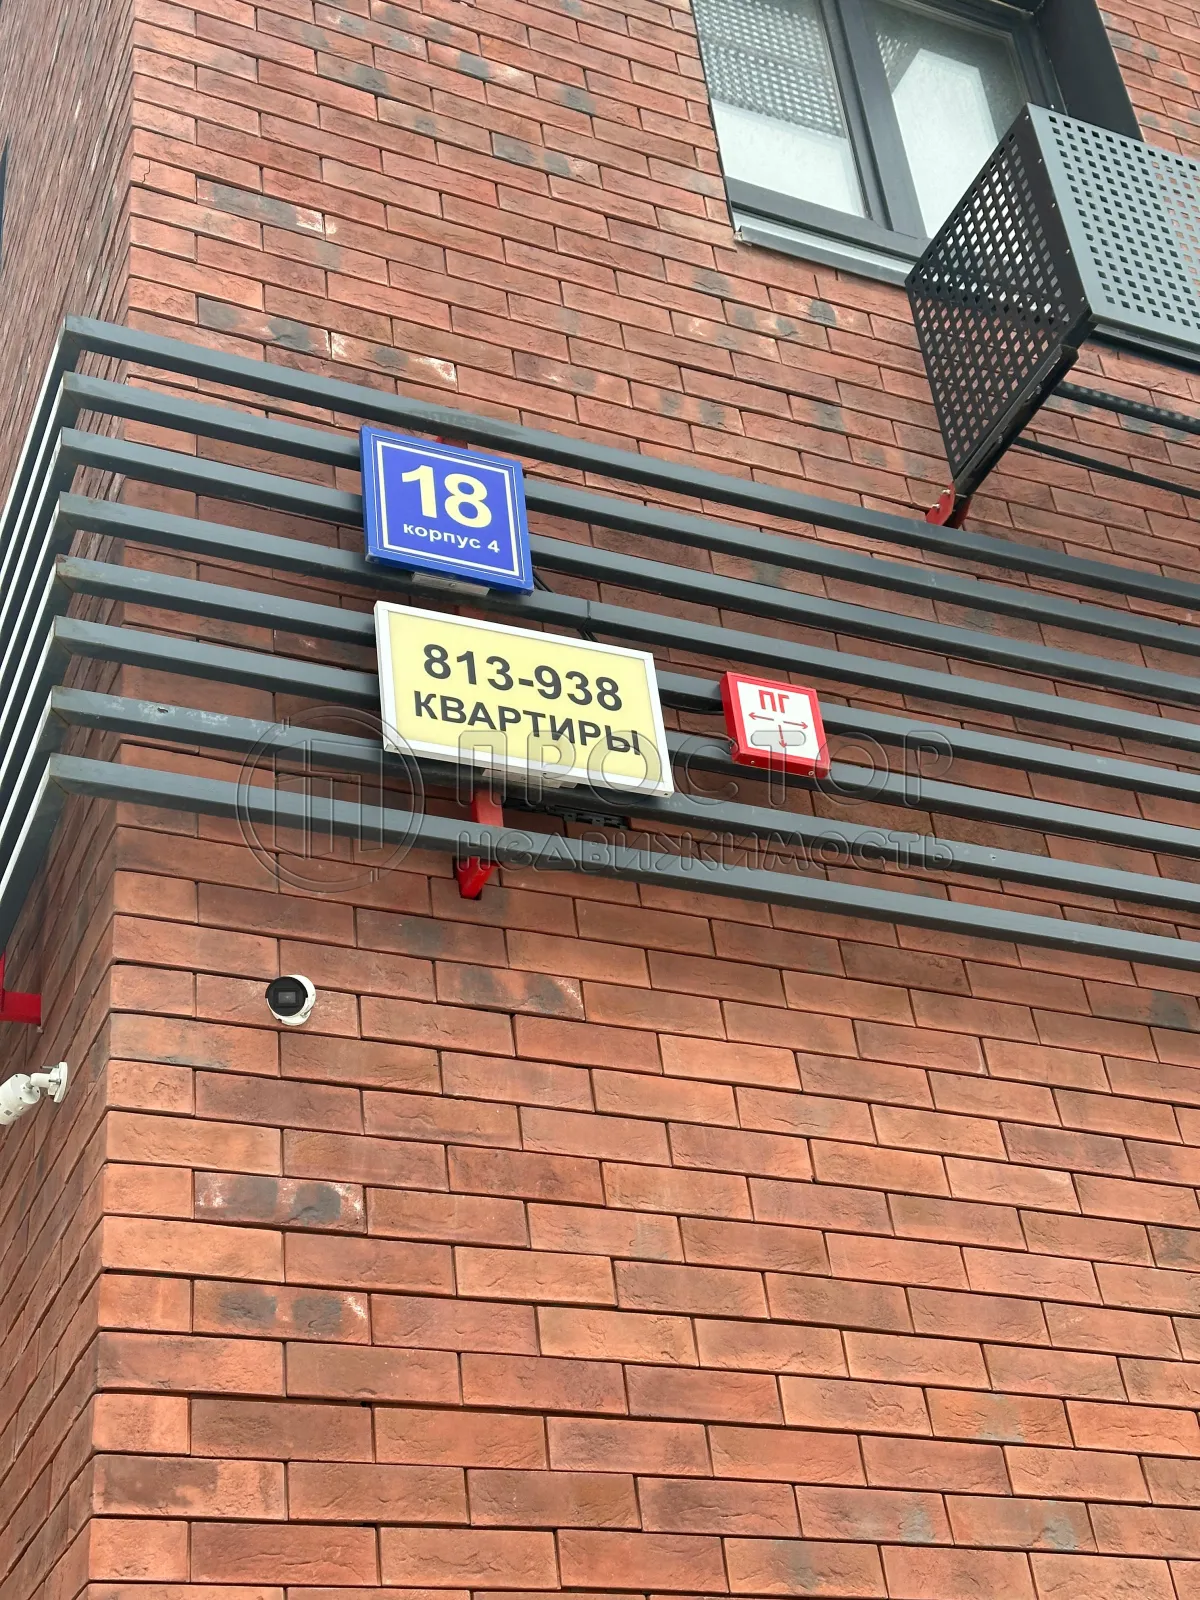 18
корпус 4
813-938
КВАРТИРЫ
ПГ
ПРОСТОР
недвижимость